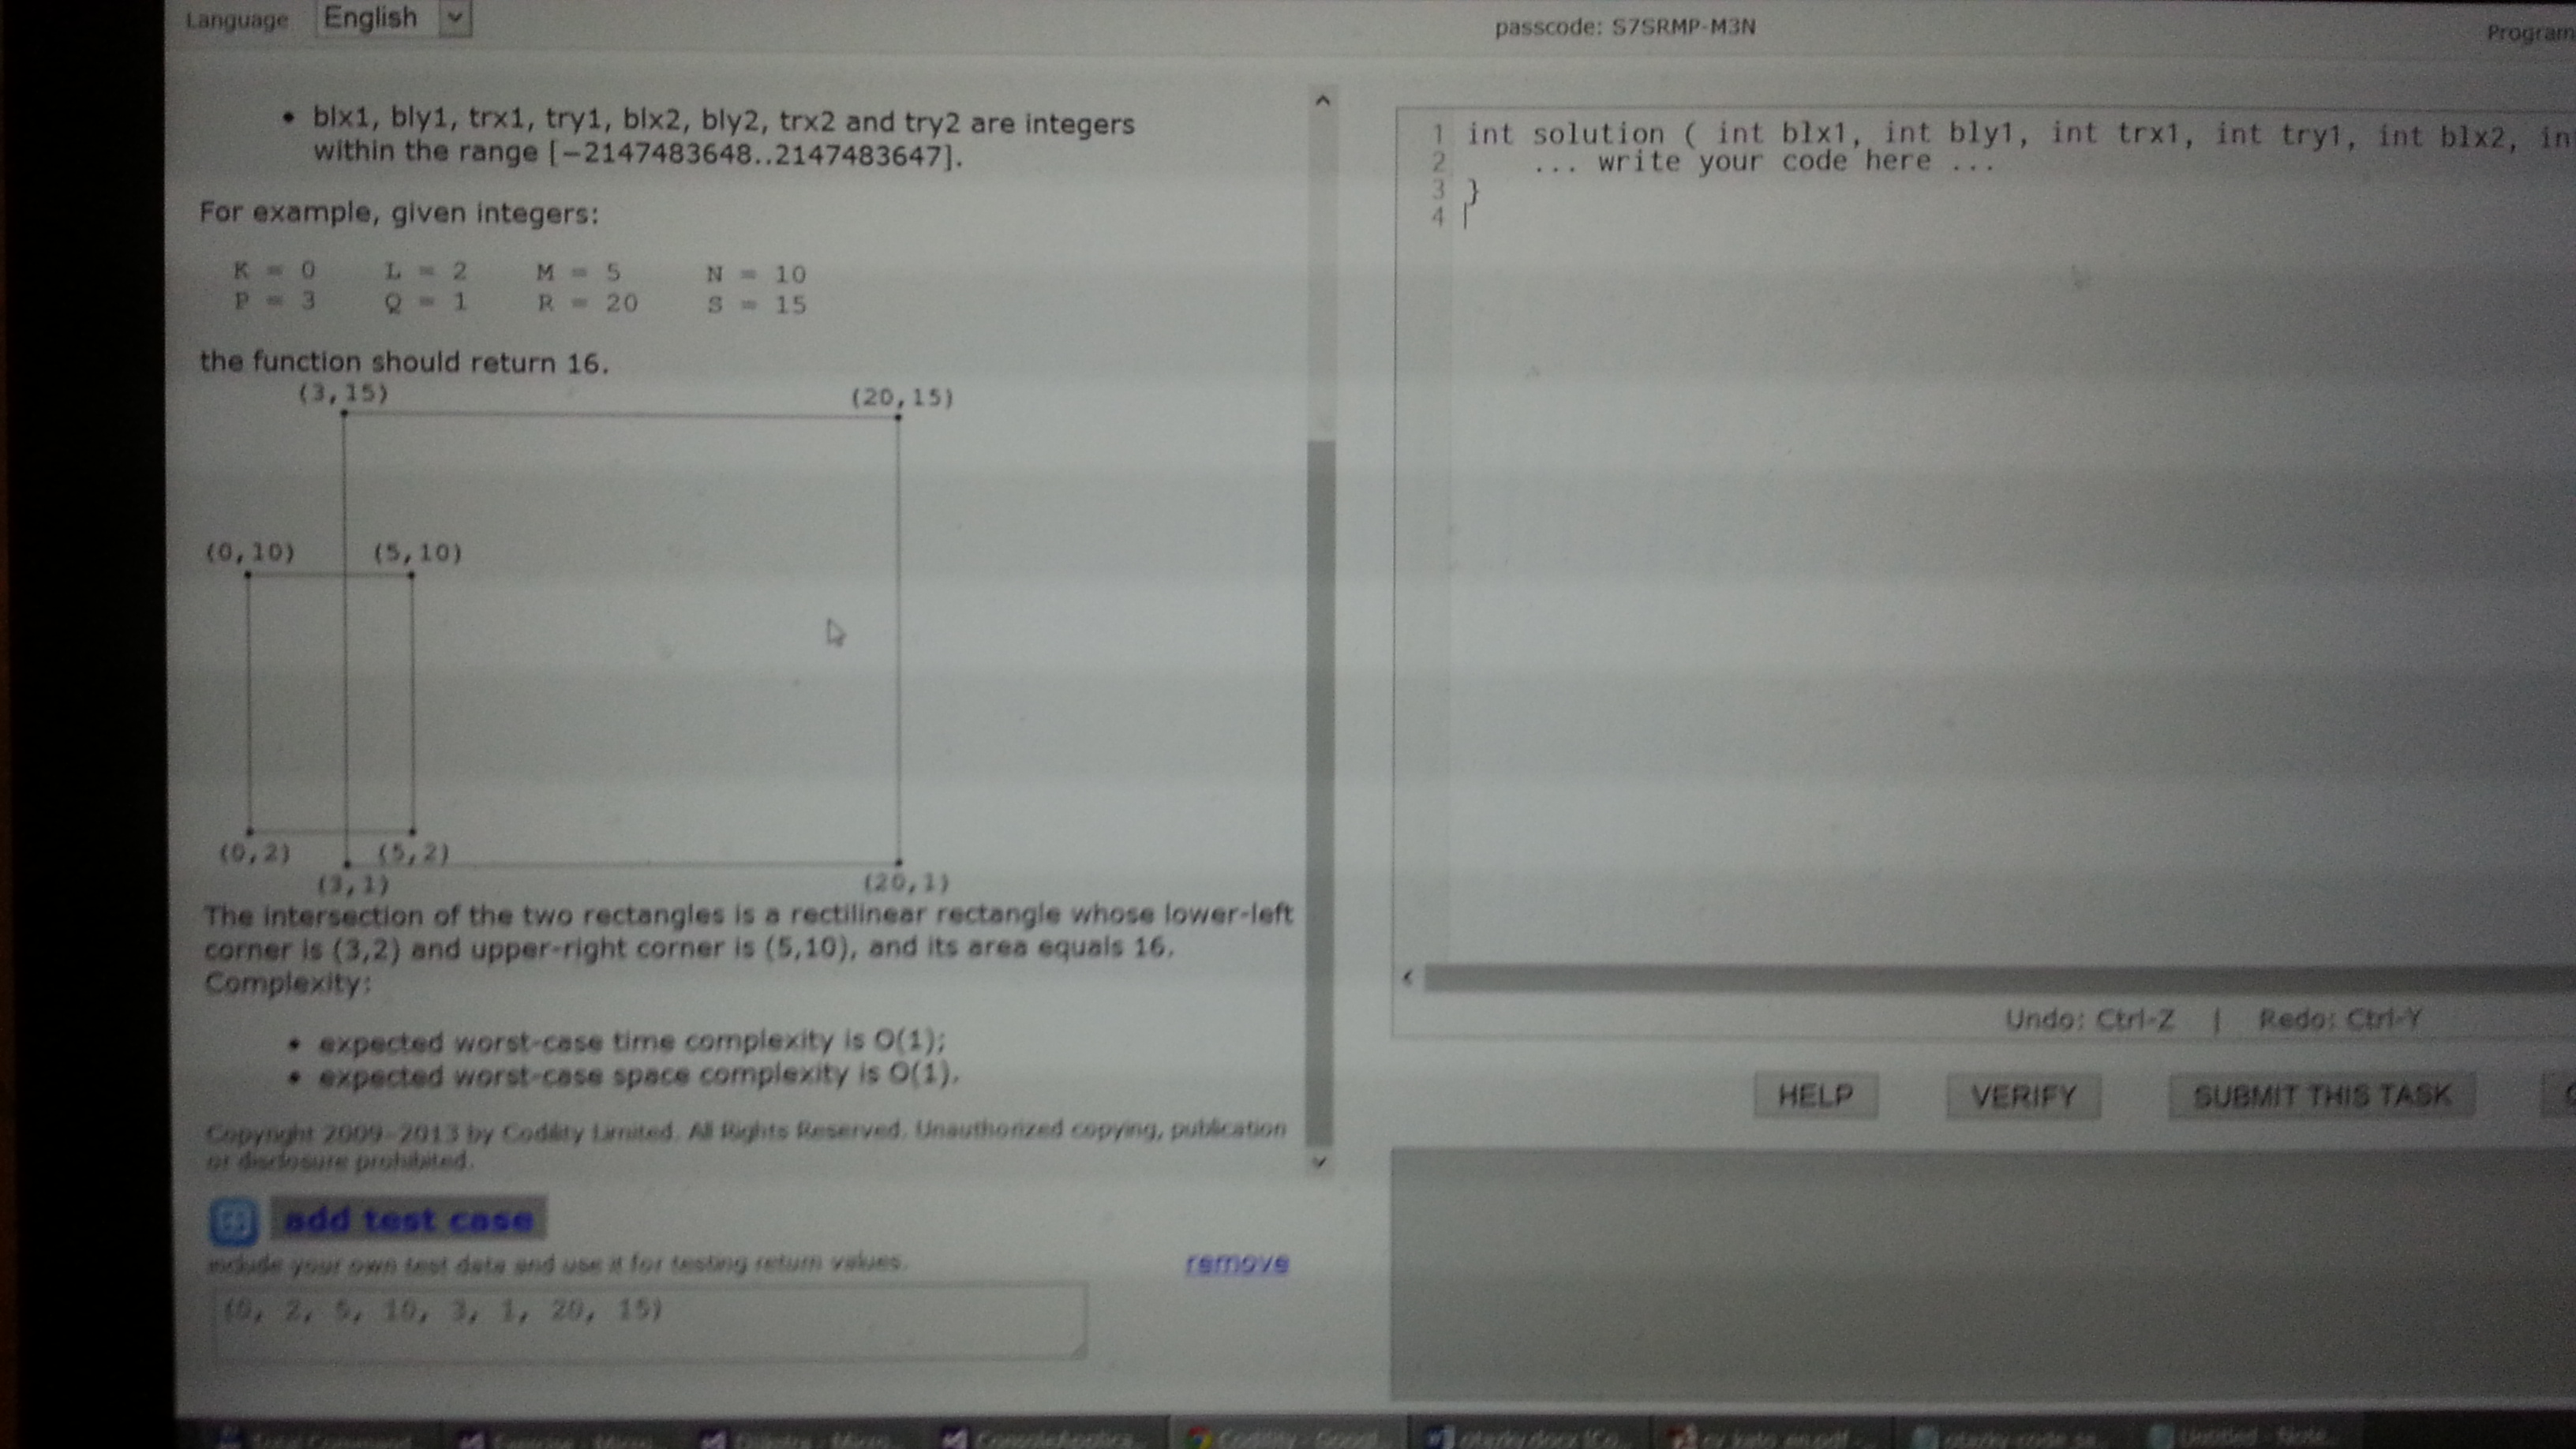 Language English
passcode: S7SRMP-M3N
Program
• blx1, bly1, trx1, try1, blx2, bly2, trx2 and try2 are integers
within the range [−2147483648..2147483647].
For example, given integers:
K = 0 L = 2 M = 5 N = 10
P = 3 Q = 1 R = 20 S = 15
the function should return 16.
(3,15) (20,15)
(0,10) (5,10)
(0,2) (5,2)
(3,1) (20,1)
The intersection of the two rectangles is a rectilinear rectangle whose lower-left
corner is (3,2) and upper-right corner is (5,10), and its area equals 16.
Complexity:
• expected worst-case time complexity is O(1);
• expected worst-case space complexity is O(1).
Copyright 2009-2013 by Codility Limited. All Rights Reserved. Unauthorized copying, publication
or disclosure prohibited.
add test case
include your own test data and use it for testing return values.
remove
(0, 2, 5, 10, 3, 1, 20, 15)
1 int solution ( int blx1, int bly1, int trx1, int try1, int blx2, in
2 ... write your code here ...
3 }
4
Undo: Ctrl-Z | Redo: Ctrl-Y
HELP VERIFY SUBMIT THIS TASK
Codility - Googl...